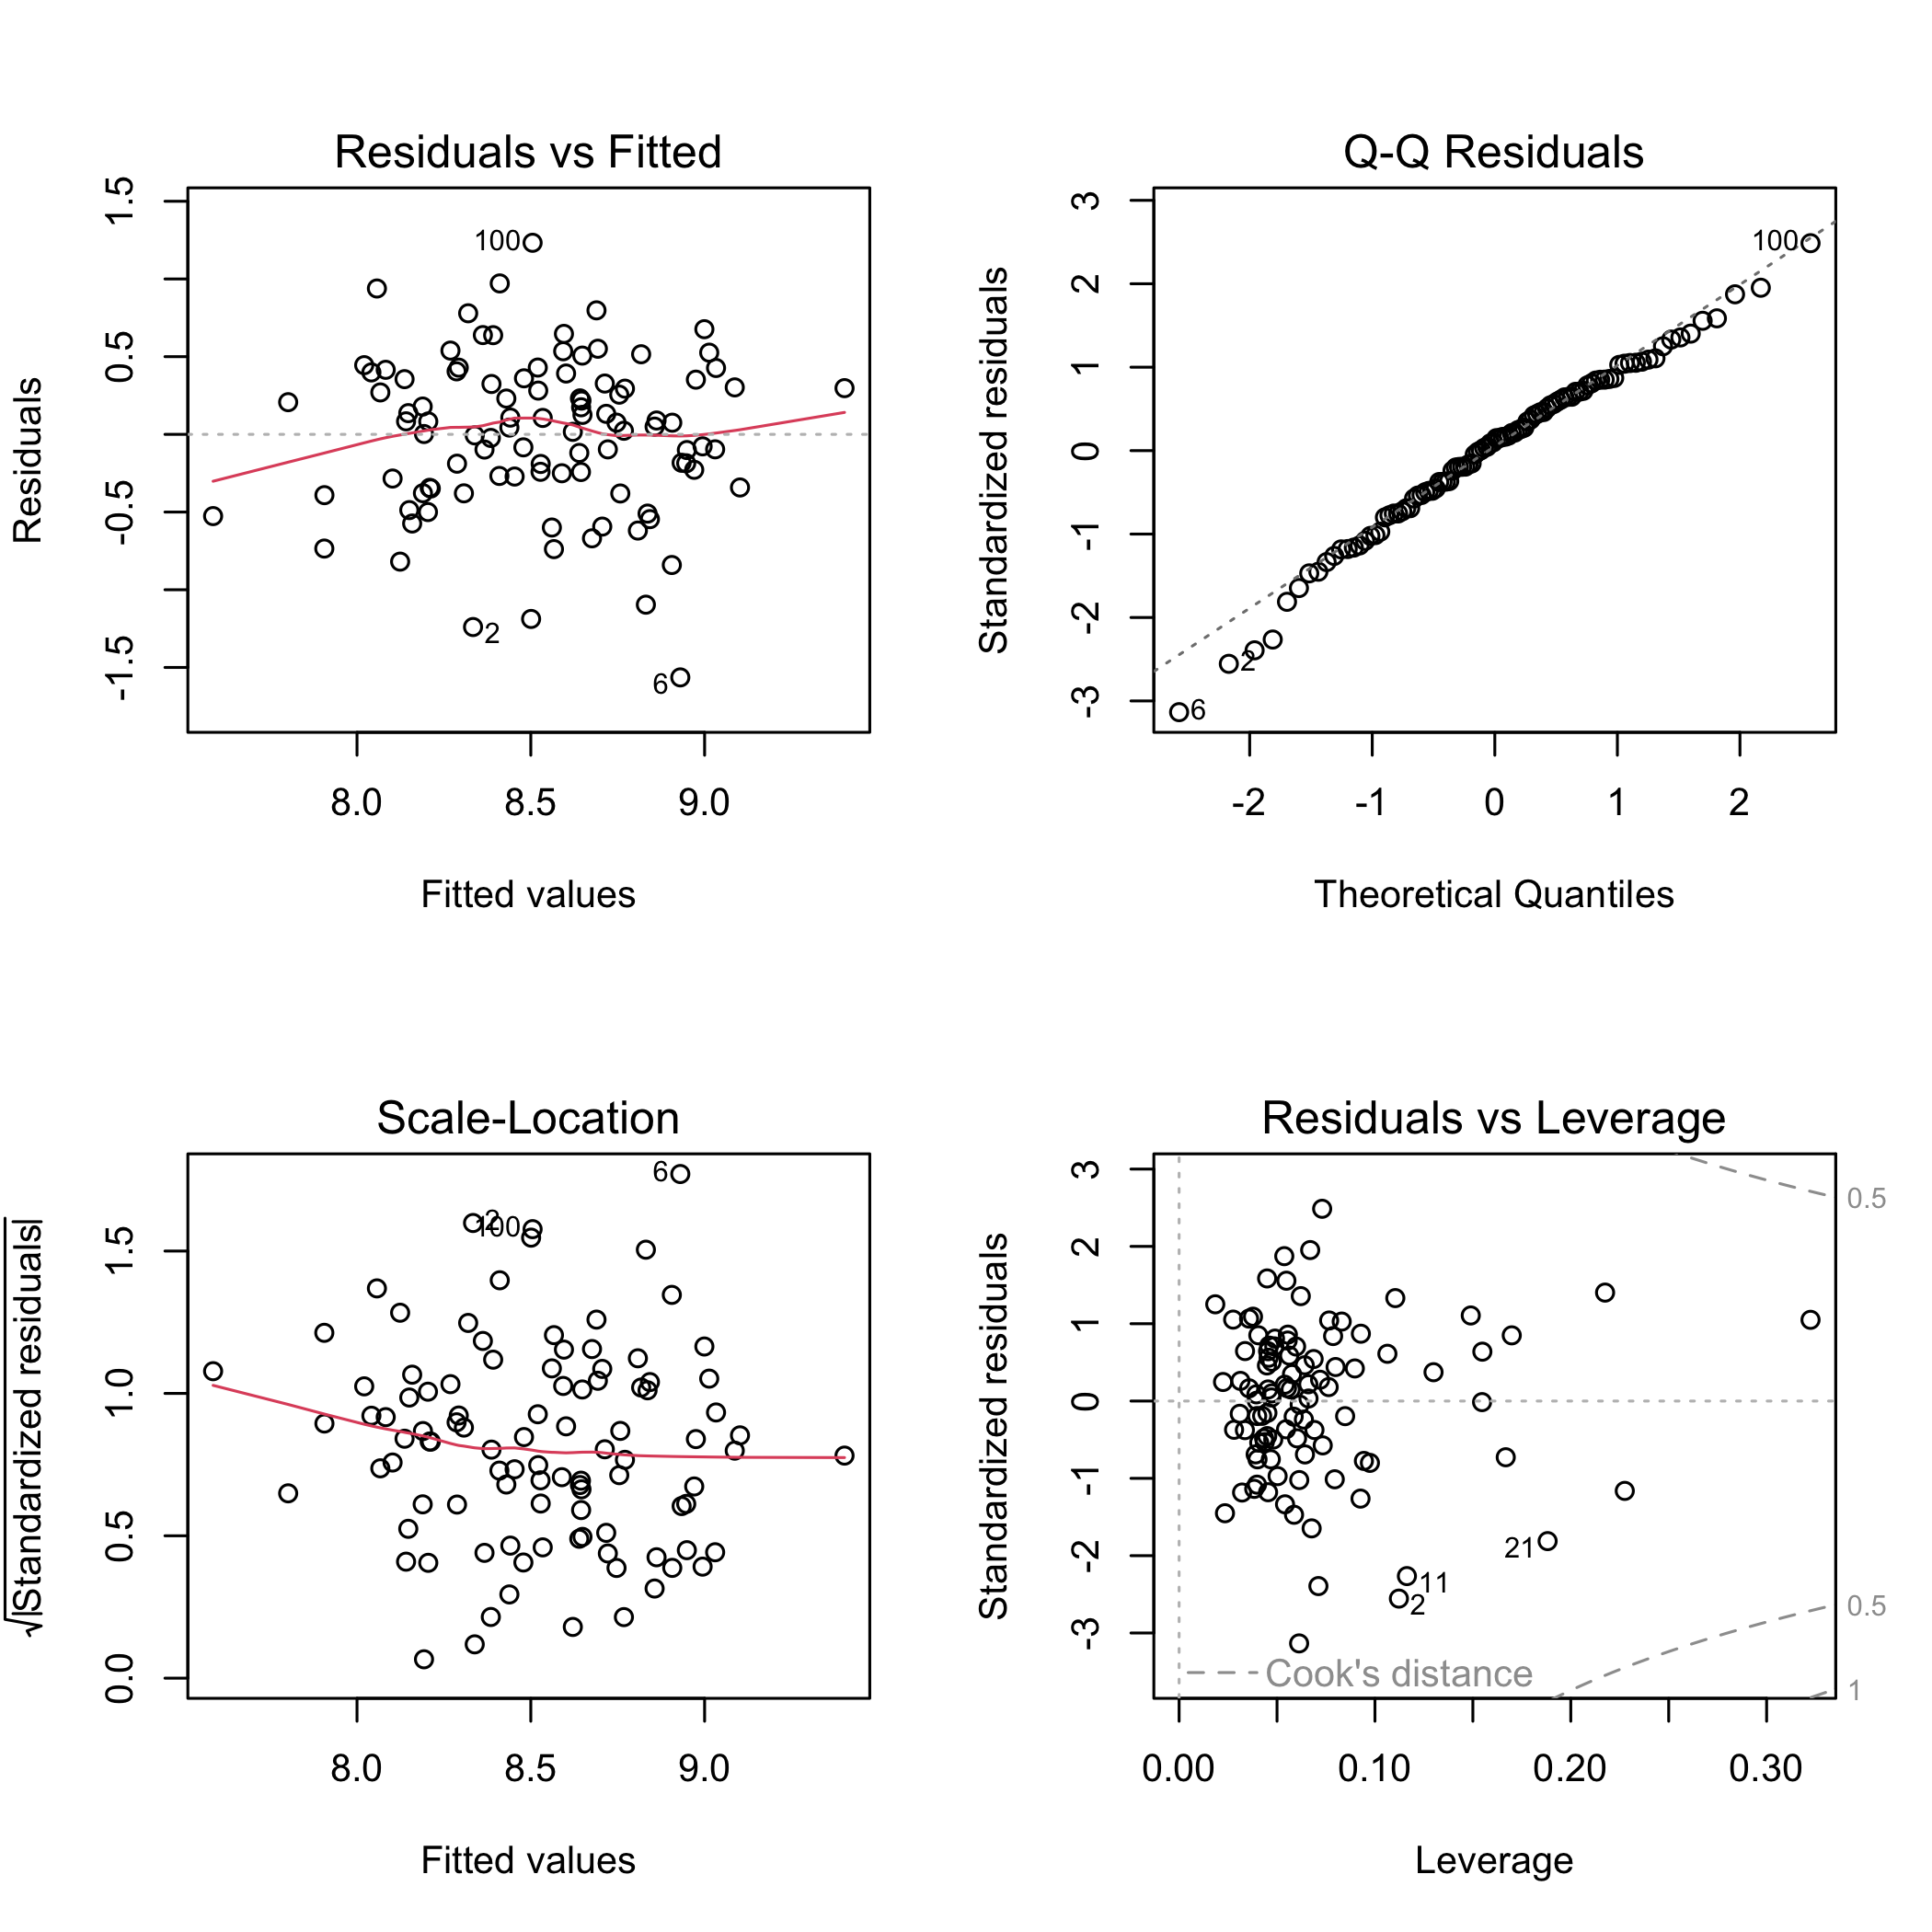 Residuals vs Fitted
1.5
0.5
-0.5
-1.5
Residuals
100
2
6
8.0 8.5 9.0
Fitted values
Q-Q Residuals
3
2
1
0
-1
-2
-3
Standardized residuals
100
2
6
-2 -1 0 1 2
Theoretical Quantiles
Scale-Location
1.5
1.0
0.5
0.0
√|Standardized residuals|
6
2
100
8.0 8.5 9.0
Fitted values
Residuals vs Leverage
3
2
1
0
-1
-2
-3
Standardized residuals
0.5
21
11
2
0.5
1
Cook's distance
0.00 0.10 0.20 0.30
Leverage